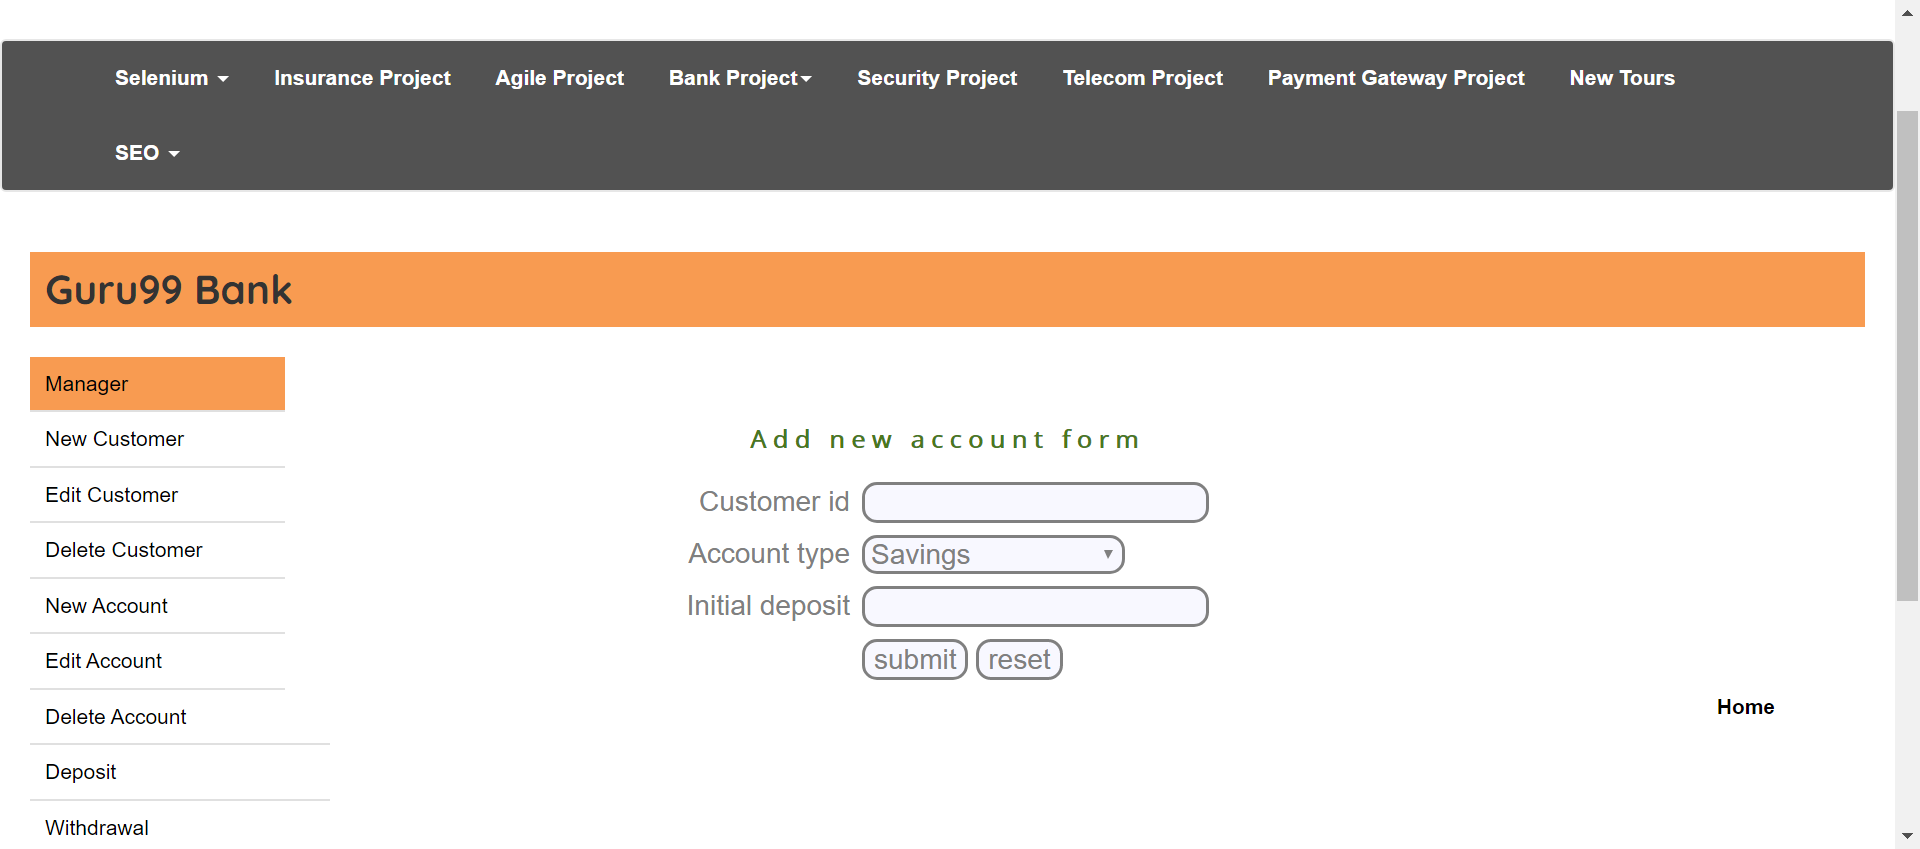 Selenium Insurance Project Agile Project Bank Project Security Project Telecom Project Payment Gateway Project New Tours
SEO
Guru99 Bank
Manager
New Customer
Edit Customer
Delete Customer
New Account
Edit Account
Delete Account
Deposit
Withdrawal
Add new account form
Customer id
Account type Savings
Initial deposit
submit reset
Home